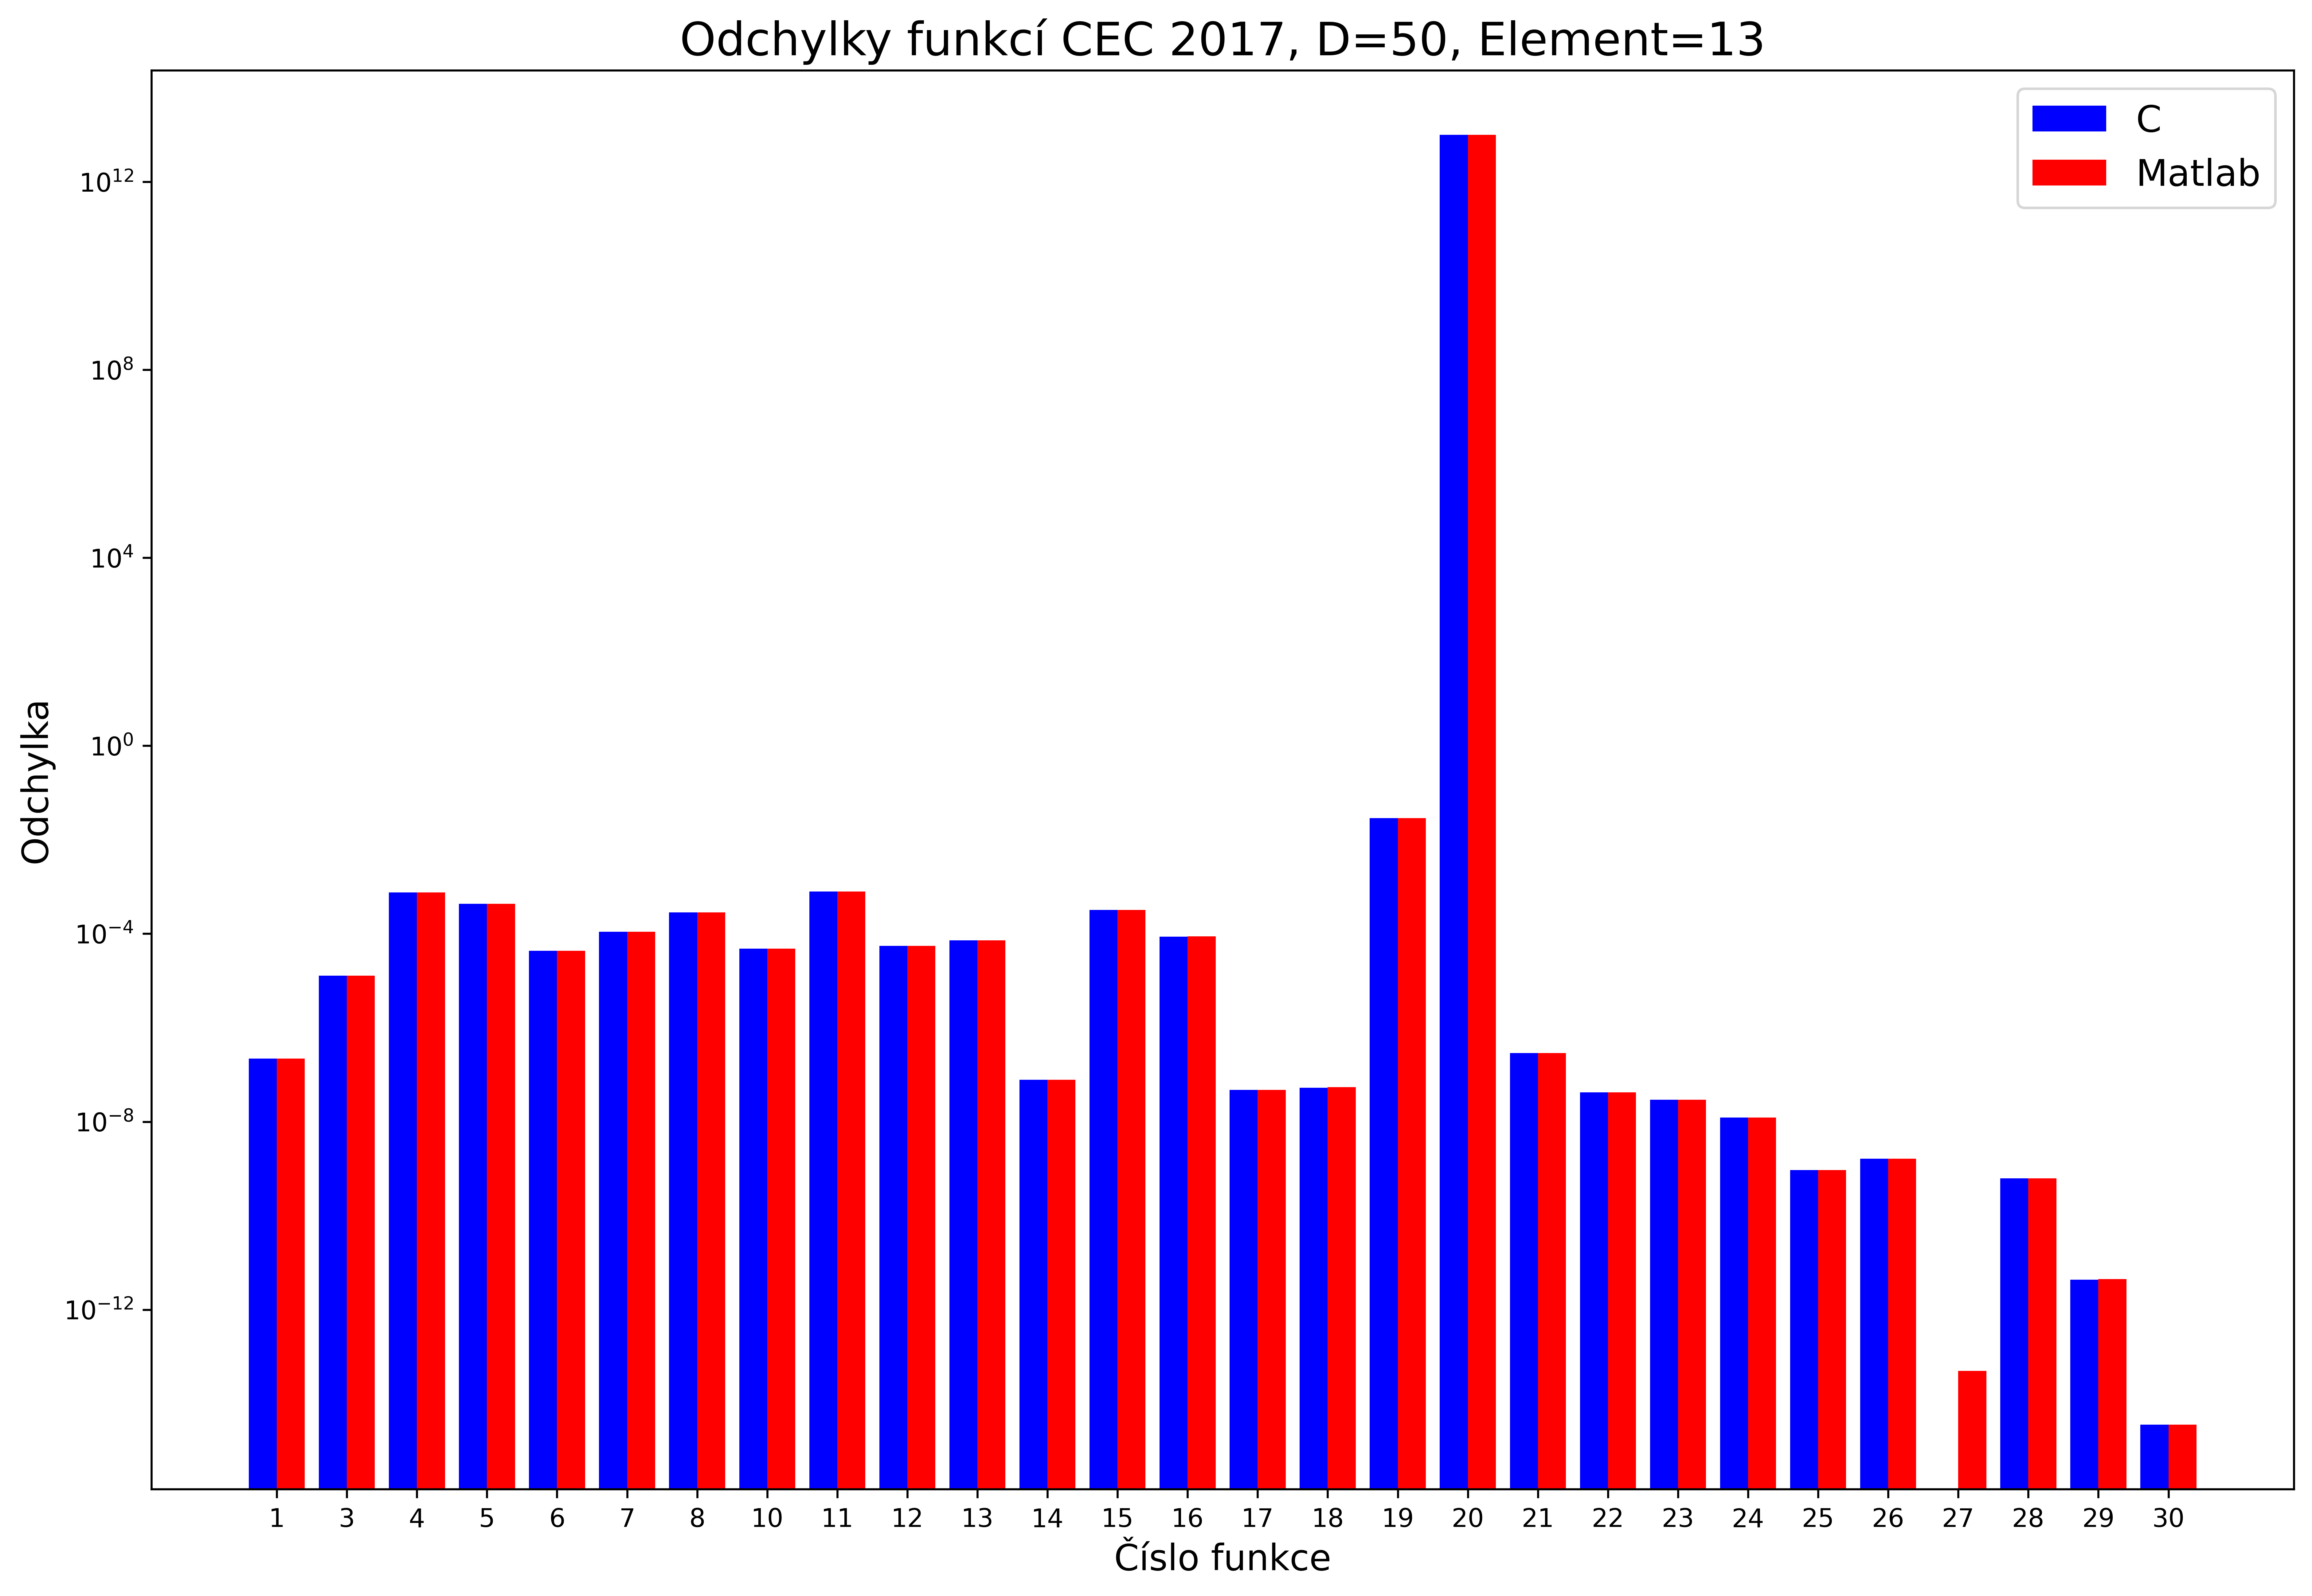 Odchylky funkcí CEC 2017, D=50, Element=13
C
Matlab
10^12
10^8
10^4
10^0
10^−4
10^−8
10^−12
Odchylka
1 3 4 5 6 7 8 10 11 12 13 14 15 16 17 18 19 20 21 22 23 24 25 26 27 28 29 30
Číslo funkce